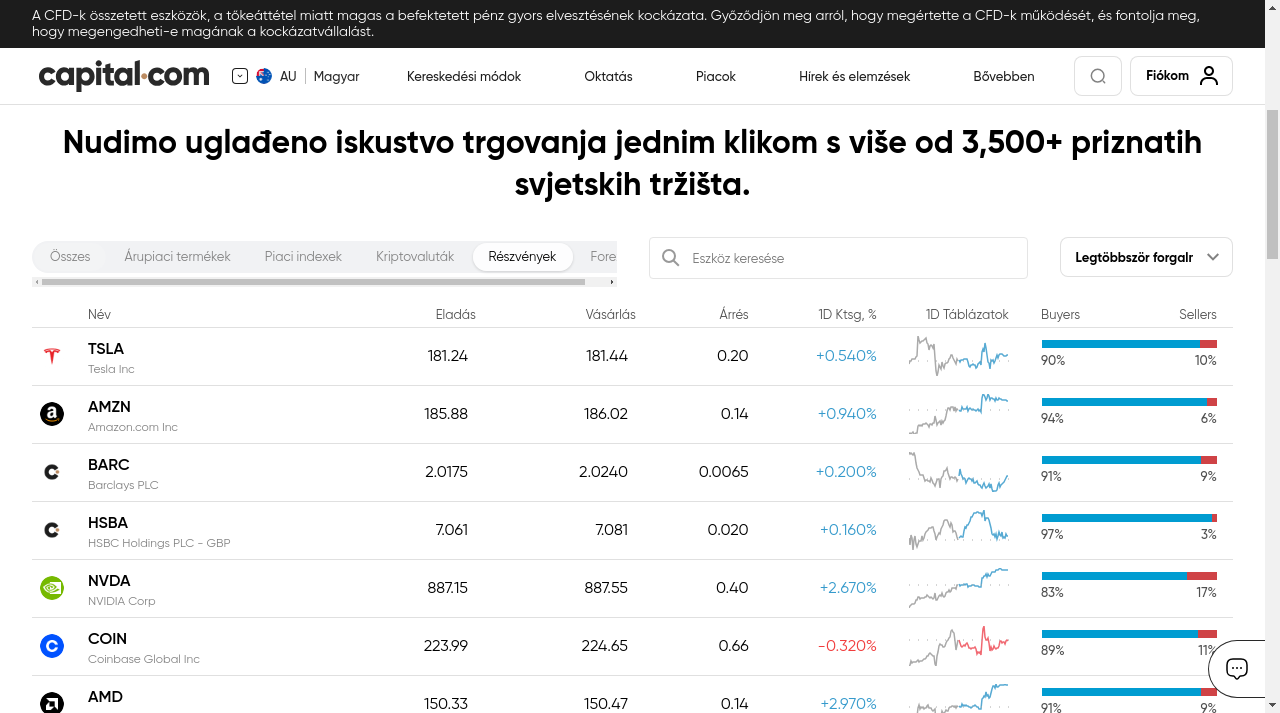 A CFD-k összetett eszközök, a tőkeáttétel miatt magas a befektetett pénz gyors elvesztésének kockázata. Győződjön meg arról, hogy megértette a CFD-k működését, és fontolja meg,
hogy megengedheti-e magának a kockázatvállalást.
capital.com AU Magyar Kereskedési módok Oktatás Piacok Hírek és elemzések Bővebben Fiókom
Nudimo uglađeno iskustvo trgovanja jednim klikom s više od 3,500+ priznatih
svjetskih tržišta.
Összes Árupiaci termékek Piaci indexek Kriptovaluták Részvények Fore Eszköz keresése Legtöbbször forgalr
Név Eladás Vásárlás Árrés 1D Ktsg, % 1D Táblázatok Buyers Sellers
TSLA 181.24 181.44 0.20 +0.540%
Tesla Inc 90% 10%
AMZN 185.88 186.02 0.14 +0.940%
Amazon.com Inc 94% 6%
BARC 2.0175 2.0240 0.0065 +0.200%
Barclays PLC 91% 9%
HSBA 7.061 7.081 0.020 +0.160%
HSBC Holdings PLC - GBP 97% 3%
NVDA 887.15 887.55 0.40 +2.670%
NVIDIA Corp 83% 17%
COIN 223.99 224.65 0.66 -0.320%
Coinbase Global Inc 89% 11%
AMD 150.33 150.47 0.14 +2.970%
91% 9%